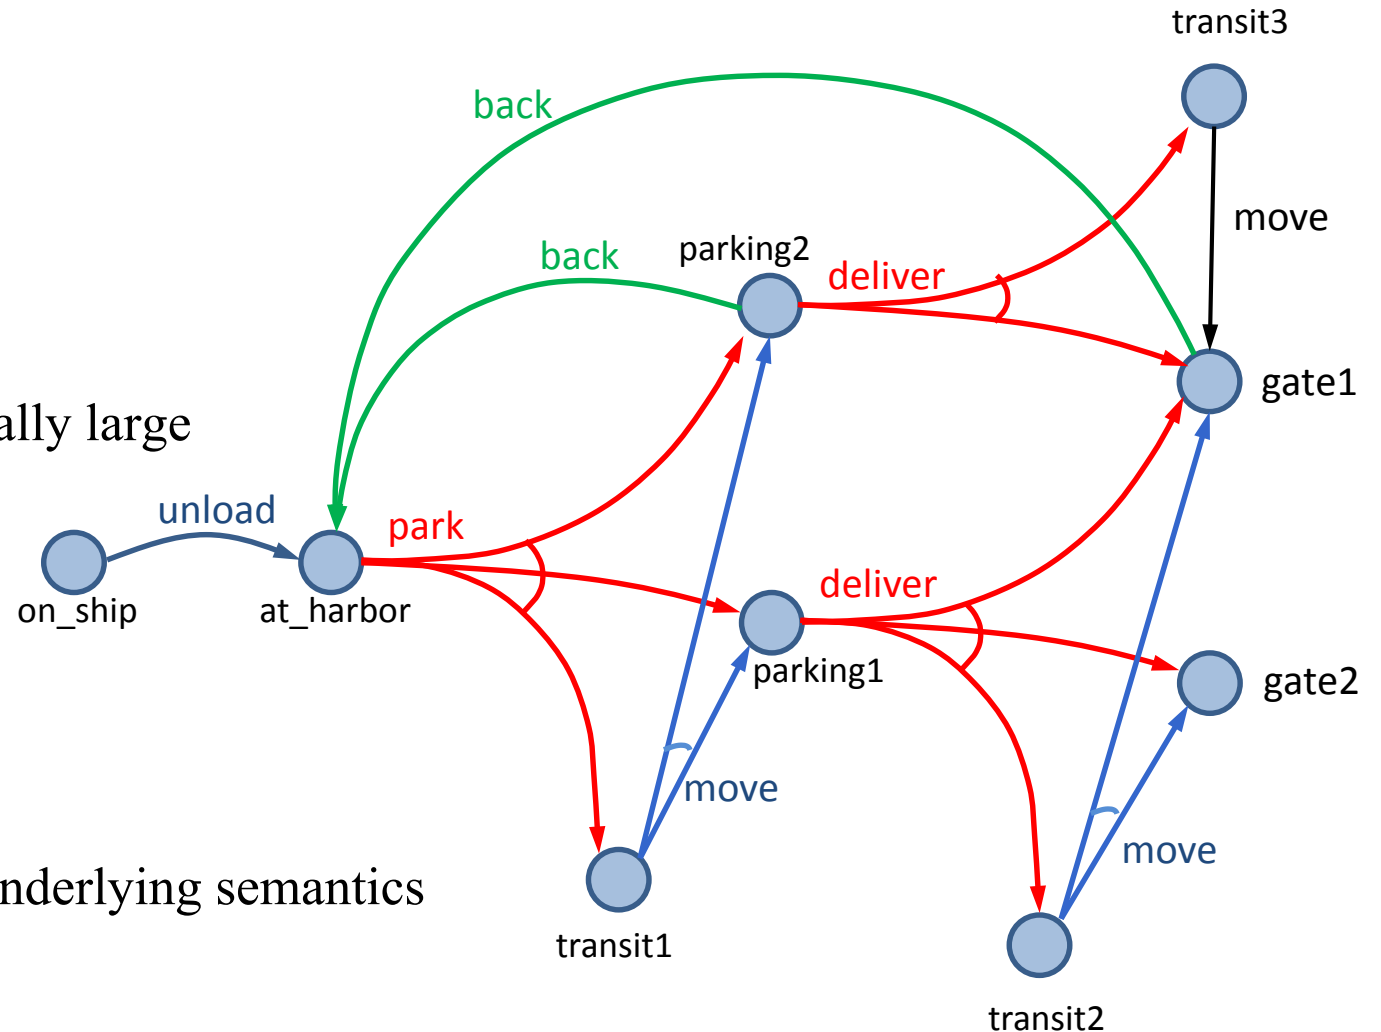 transit3
back
move
parking2
back
deliver
gate1
ally large
unload
park
deliver
on_ship
at_harbor
parking1
gate2
move
move
nderlying semantics
transit1
transit2